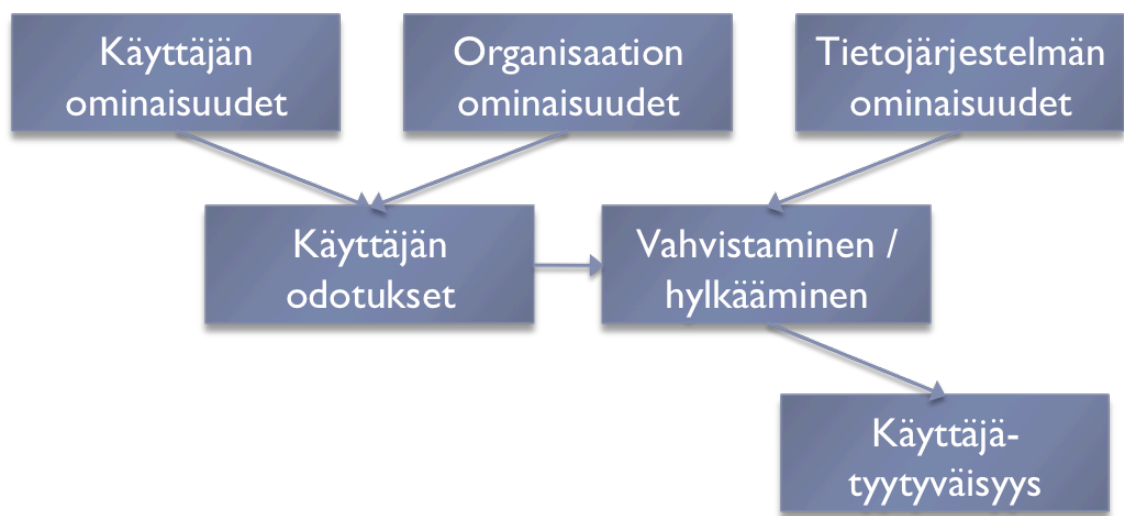 Käyttäjän
ominaisuudet
Organisaation
ominaisuudet
Tietojärjestelmän
ominaisuudet
Käyttäjän
odotukset
Vahvistaminen /
hylkääminen
Käyttäjä-
tyytyväisyys